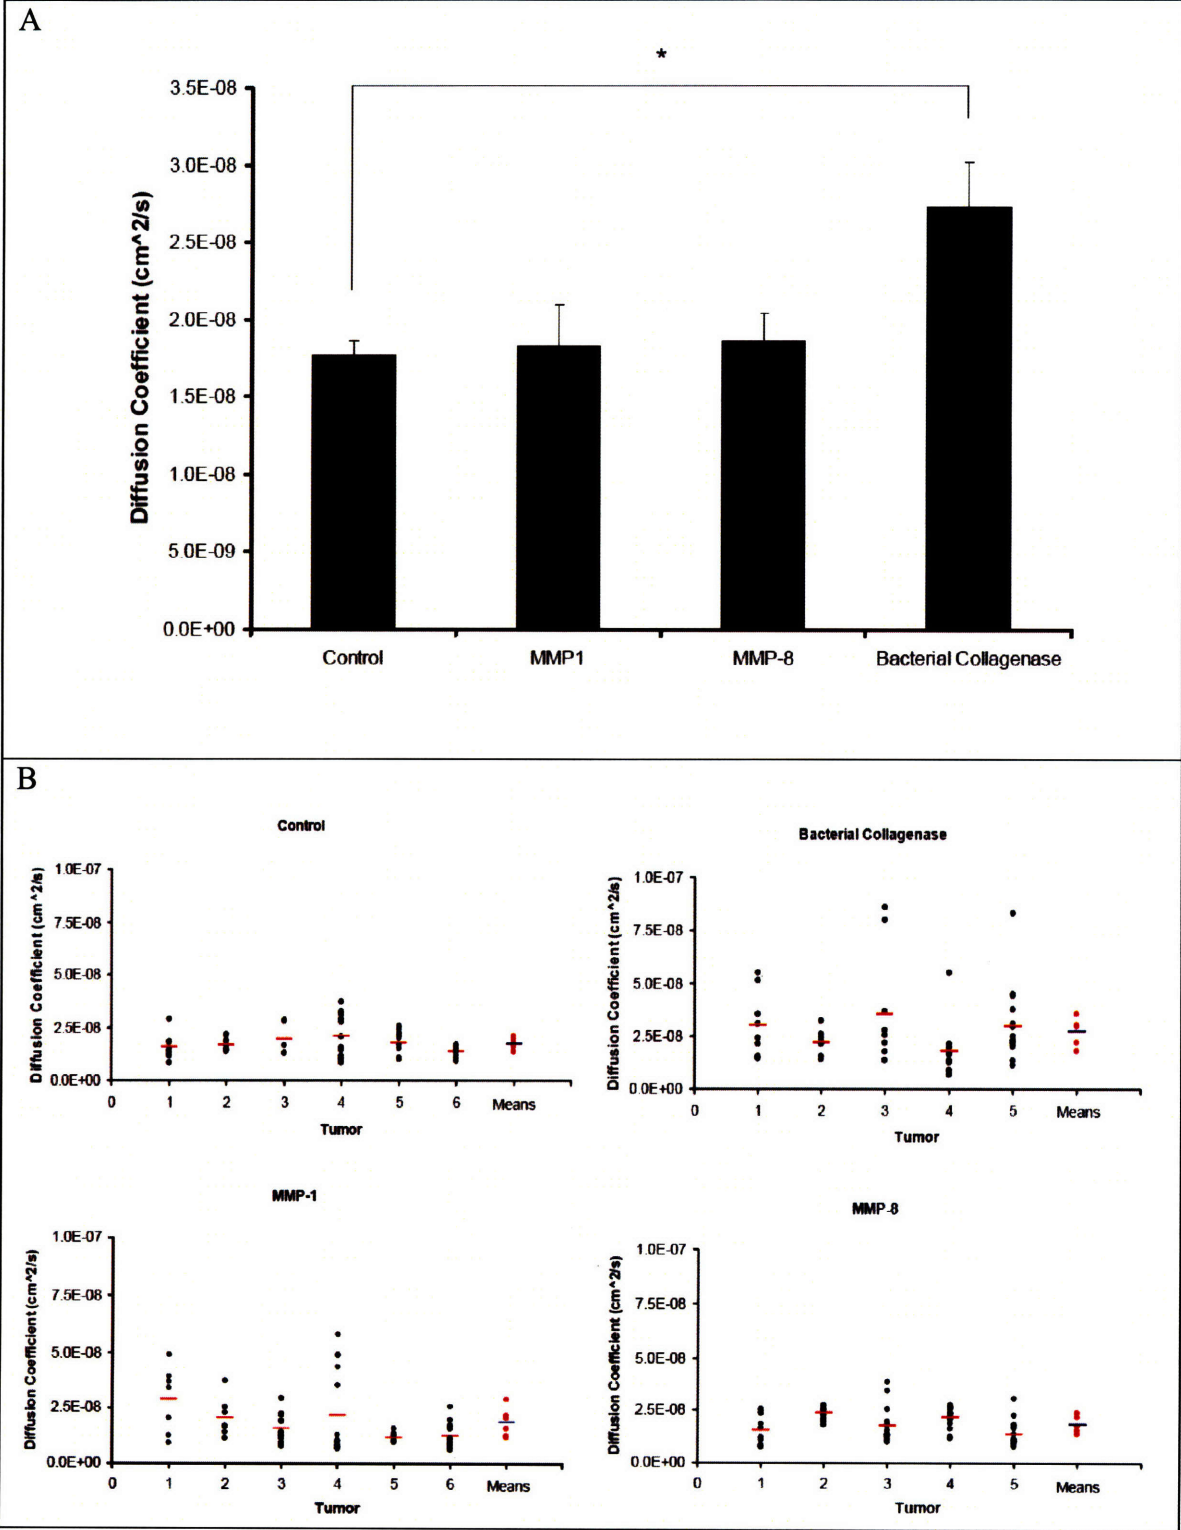 A
*
3.5E-08
3.0E-08
2.5E-08
2.0E-08
1.5E-08
1.0E-08
5.0E-09
0.0E+00
Diffusion Coefficient (cm^2/s)
Control MMP1 MMP-8 Bacterial Collagenase
B
Control
1.0E-07
7.5E-08
5.0E-08
2.5E-08
0.0E+00
Diffusion Coefficient (cm^2/s)
0 1 2 3 4 5 6 Means
Tumor
Bacterial Collagenase
1.0E-07
7.5E-08
5.0E-08
2.5E-08
0.0E+00
Diffusion Coefficient (cm^2/s)
0 1 2 3 4 5 Means
Tumor
MMP-1
1.0E-07
7.5E-08
5.0E-08
2.5E-08
0.0E+00
Diffusion Coefficient (cm^2/s)
0 1 2 3 4 5 6 Means
Tumor
MMP-8
1.0E-07
7.5E-08
5.0E-08
2.5E-08
0.0E+00
Diffusion Coefficient (cm^2/s)
0 1 2 3 4 5 Means
Tumor